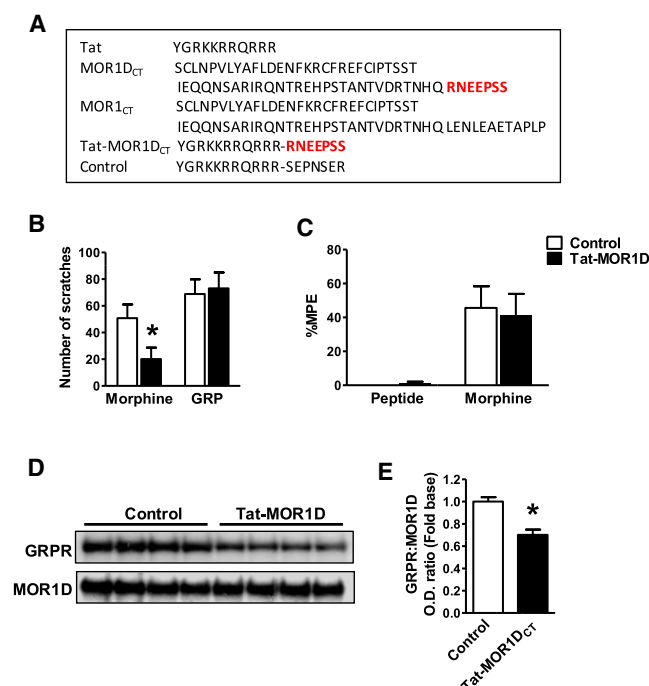 A
Tat YGRKKRRQRRR
MOR1DCT SCLNPVLYAFLDENFKRCFREFCIPTSST
IEQQNSARIRQNTREHPSTANTVDRTNHQ RNEEPSS
MOR1CT SCLNPVLYAFLDENFKRCFREFCIPTSST
IEQQNSARIRQNTREHPSTANTVDRTNHQ LENLEAETAPLP
Tat-MOR1DCT YGRKKRRQRRR-RNEEPSS
Control YGRKKRRQRRR-SEPNSER
B
Number of scratches
100
80
60
40
20
0
*
Morphine GRP
C
%MPE
80
60
40
20
0
Peptide Morphine
Control
Tat-MOR1D
D
Control Tat-MOR1D
GRPR
MOR1D
E
GRPR:MOR1D
O.D. ratio (Fold base)
1.2
1.0
0.8
0.6
0.4
0.2
0.0
*
Control
Tat-MOR1DCT